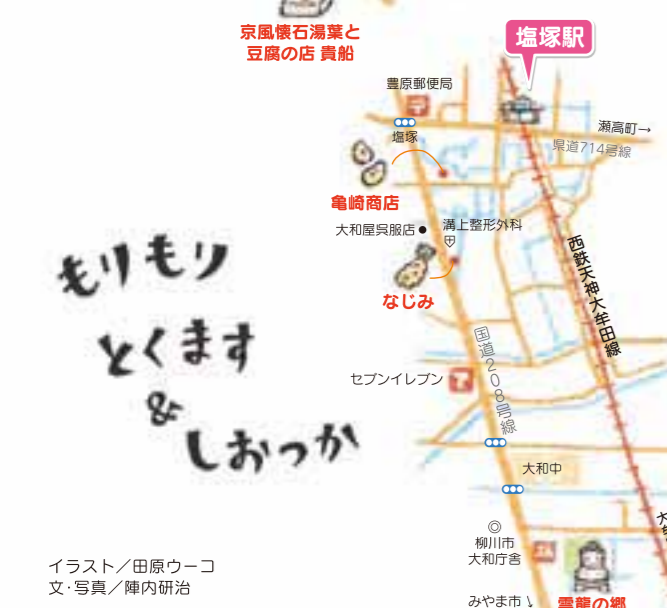 京風懐石湯葉と
豆腐の店 貴船
塩塚駅
豊原郵便局
塩塚
瀬高町→
県道714号線
亀崎商店
大和屋呉服店
溝上整形外科
なじみ
西鉄天神大牟田線
もりもり
とくます
&
しおつか
国道208号線
セブンイレブン
大和中
柳川市
大和庁舎
イラスト／田原ウーコ
文・写真／陣内研治
みやま市
雲龍の郷